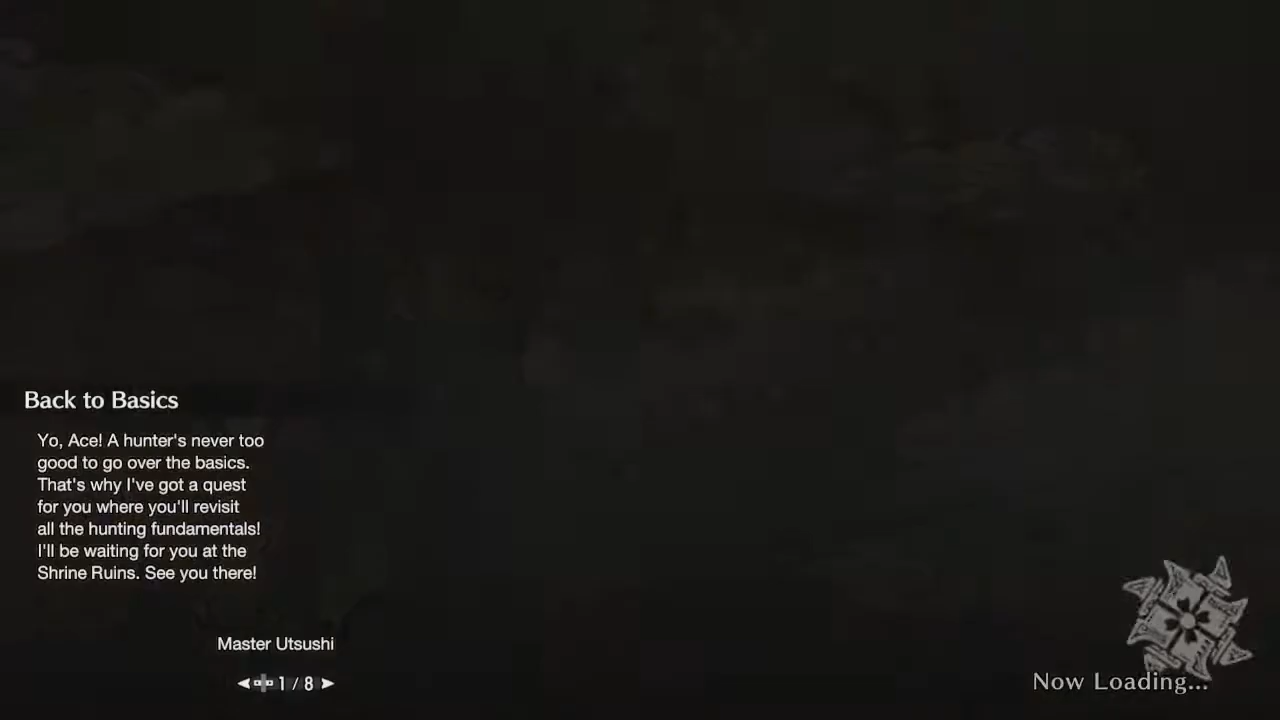 Back to Basics
Yo, Ace! A hunter's never too
good to go over the basics.
That's why I've got a quest
for you where you'll revisit
all the hunting fundamentals!
I'll be waiting for you at the
Shrine Ruins. See you there!
Master Utsushi
1 / 8
Now Loading...